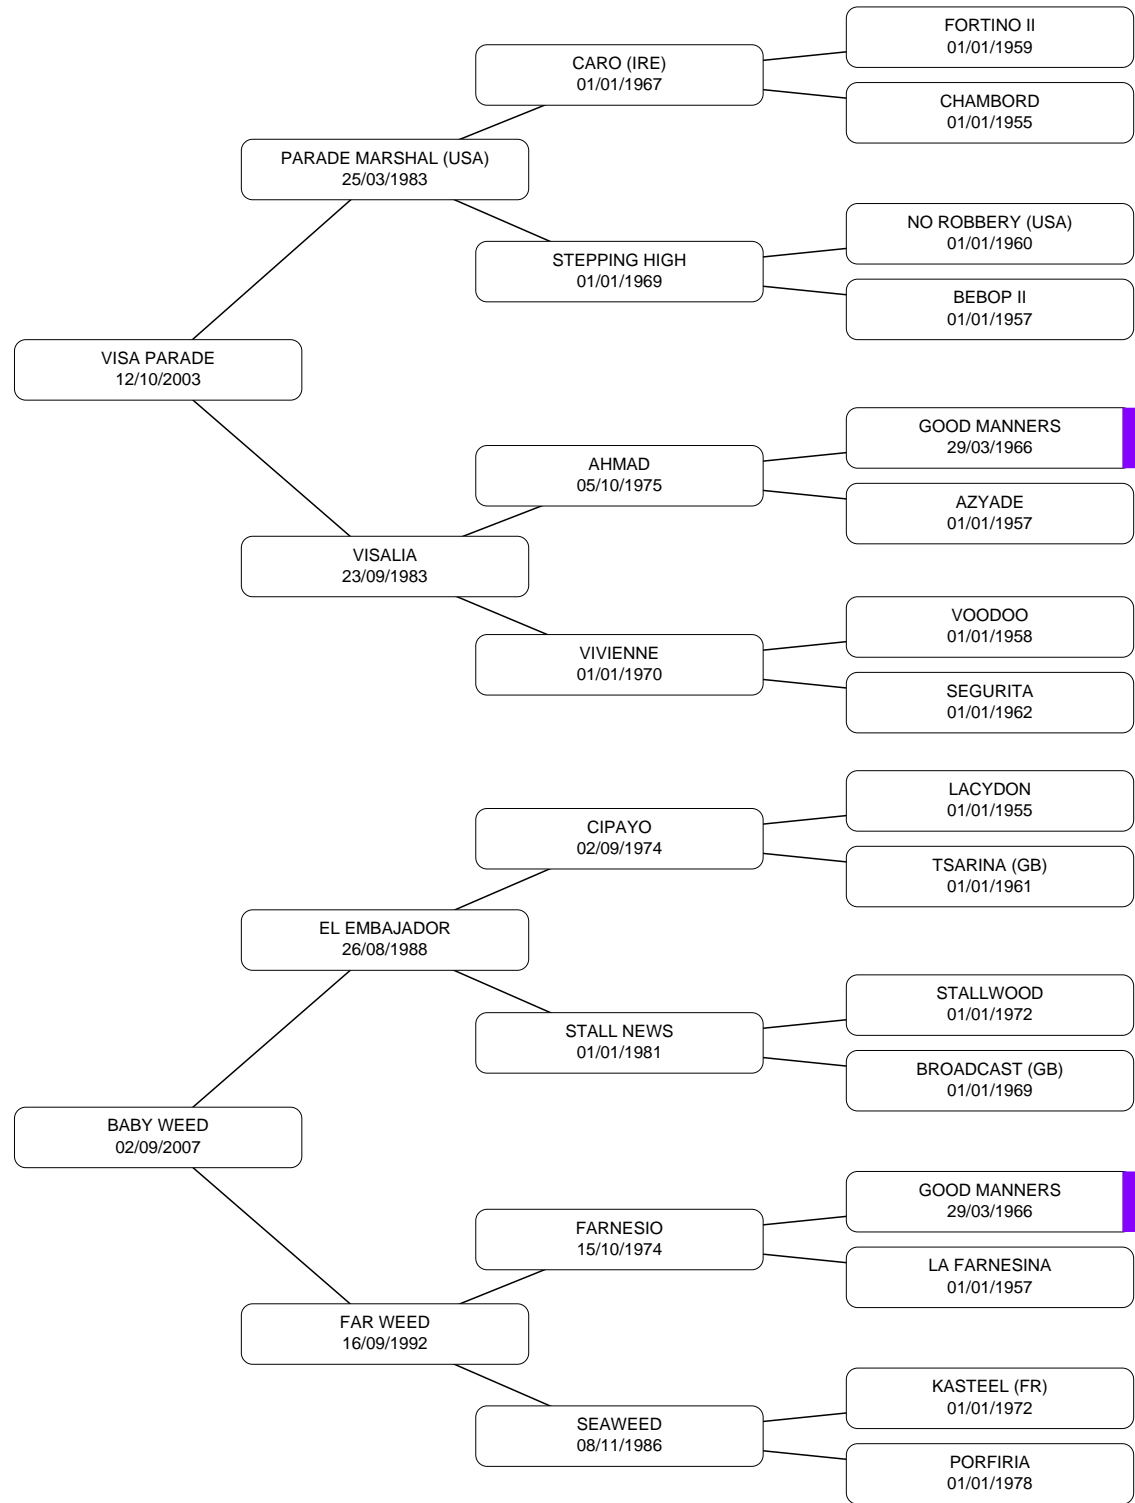 FORTINO II
01/01/1959
CARO (IRE)
01/01/1967
CHAMBORD
01/01/1955
PARADE MARSHAL (USA)
25/03/1983
NO ROBBERY (USA)
01/01/1960
STEPPING HIGH
01/01/1969
BEBOP II
01/01/1957
VISA PARADE
12/10/2003
GOOD MANNERS
29/03/1966
AHMAD
05/10/1975
AZYADE
01/01/1957
VISALIA
23/09/1983
VOODOO
01/01/1958
VIVIENNE
01/01/1970
SEGURITA
01/01/1962
LACYDON
01/01/1955
CIPAYO
02/09/1974
TSARINA (GB)
01/01/1961
EL EMBAJADOR
26/08/1988
STALLWOOD
01/01/1972
STALL NEWS
01/01/1981
BROADCAST (GB)
01/01/1969
BABY WEED
02/09/2007
GOOD MANNERS
29/03/1966
FARNESIO
15/10/1974
LA FARNESINA
01/01/1957
FAR WEED
16/09/1992
KASTEEL (FR)
01/01/1972
SEAWEED
08/11/1986
PORFIRIA
01/01/1978